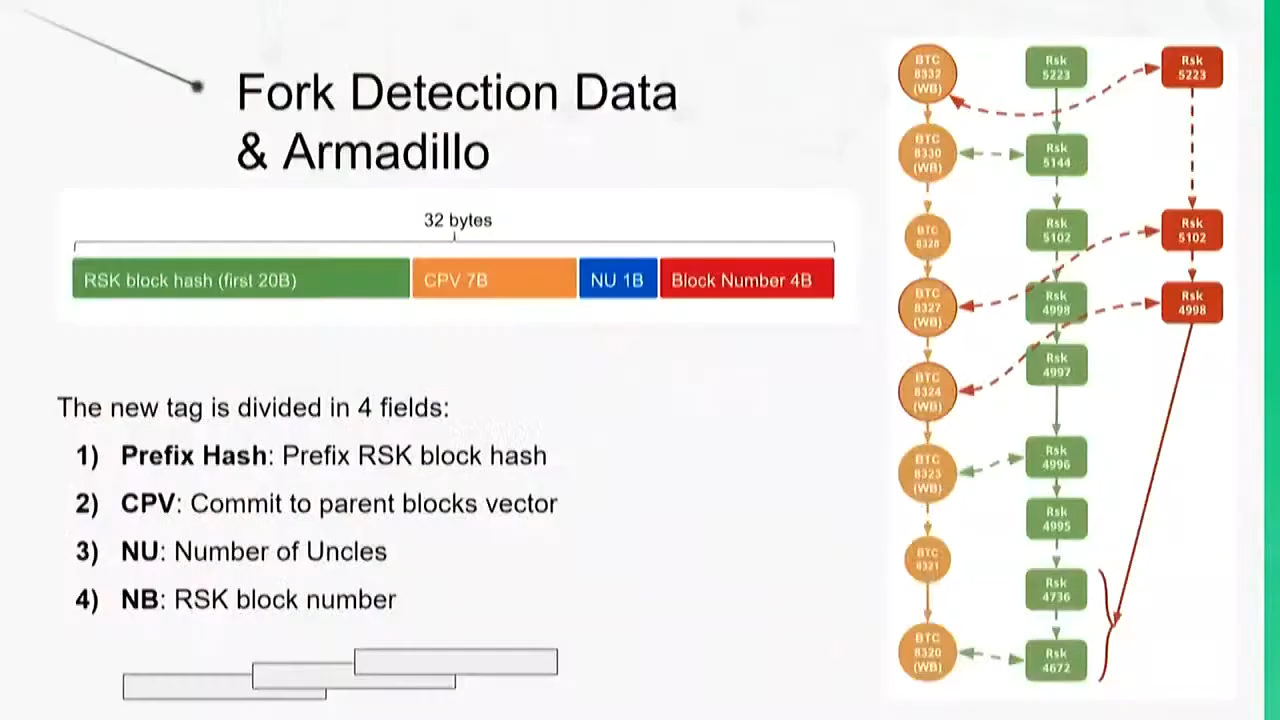 Fork Detection Data
& Armadillo
32 bytes
RSK block hash (first 20B)
CPV 7B
NU 1B
Block Number 4B
The new tag is divided in 4 fields:
1) Prefix Hash: Prefix RSK block hash
2) CPV: Commit to parent blocks vector
3) NU: Number of Uncles
4) NB: RSK block number
BTC
8332
(WB)
BTC
8330
(WB)
BTC
8328
BTC
8327
(WB)
BTC
8324
(WB)
BTC
8323
(WB)
BTC
8321
BTC
8320
(WB)
Rsk
5223
Rsk
5144
Rsk
5102
Rsk
4998
Rsk
4997
Rsk
4996
Rsk
4995
Rsk
4736
Rsk
4672
Rsk
5223
Rsk
5102
Rsk
4998